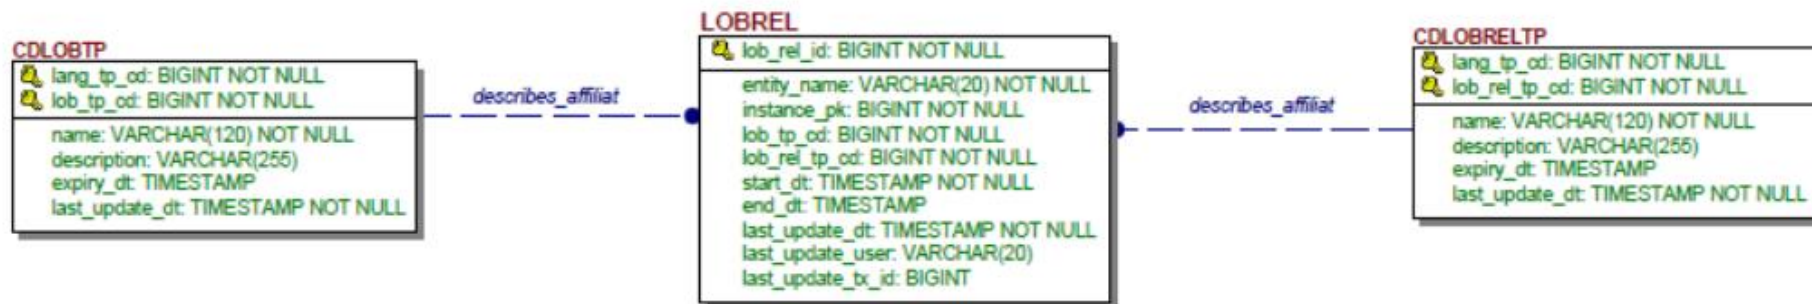 CDLOBTP
lang_tp_cd: BIGINT NOT NULL
lob_tp_cd: BIGINT NOT NULL
name: VARCHAR(120) NOT NULL
description: VARCHAR(255)
expiry_dt: TIMESTAMP
last_update_dt: TIMESTAMP NOT NULL
describes_affiliat
LOBREL
lob_rel_id: BIGINT NOT NULL
entity_name: VARCHAR(20) NOT NULL
instance_pk: BIGINT NOT NULL
lob_tp_cd: BIGINT NOT NULL
lob_rel_tp_cd: BIGINT NOT NULL
start_dt: TIMESTAMP NOT NULL
end_dt: TIMESTAMP
last_update_dt: TIMESTAMP NOT NULL
last_update_user: VARCHAR(20)
last_update_tx_id: BIGINT
describes_affiliat
CDLOBRELTP
lang_tp_cd: BIGINT NOT NULL
lob_rel_tp_cd: BIGINT NOT NULL
name: VARCHAR(120) NOT NULL
description: VARCHAR(255)
expiry_dt: TIMESTAMP
last_update_dt: TIMESTAMP NOT NULL